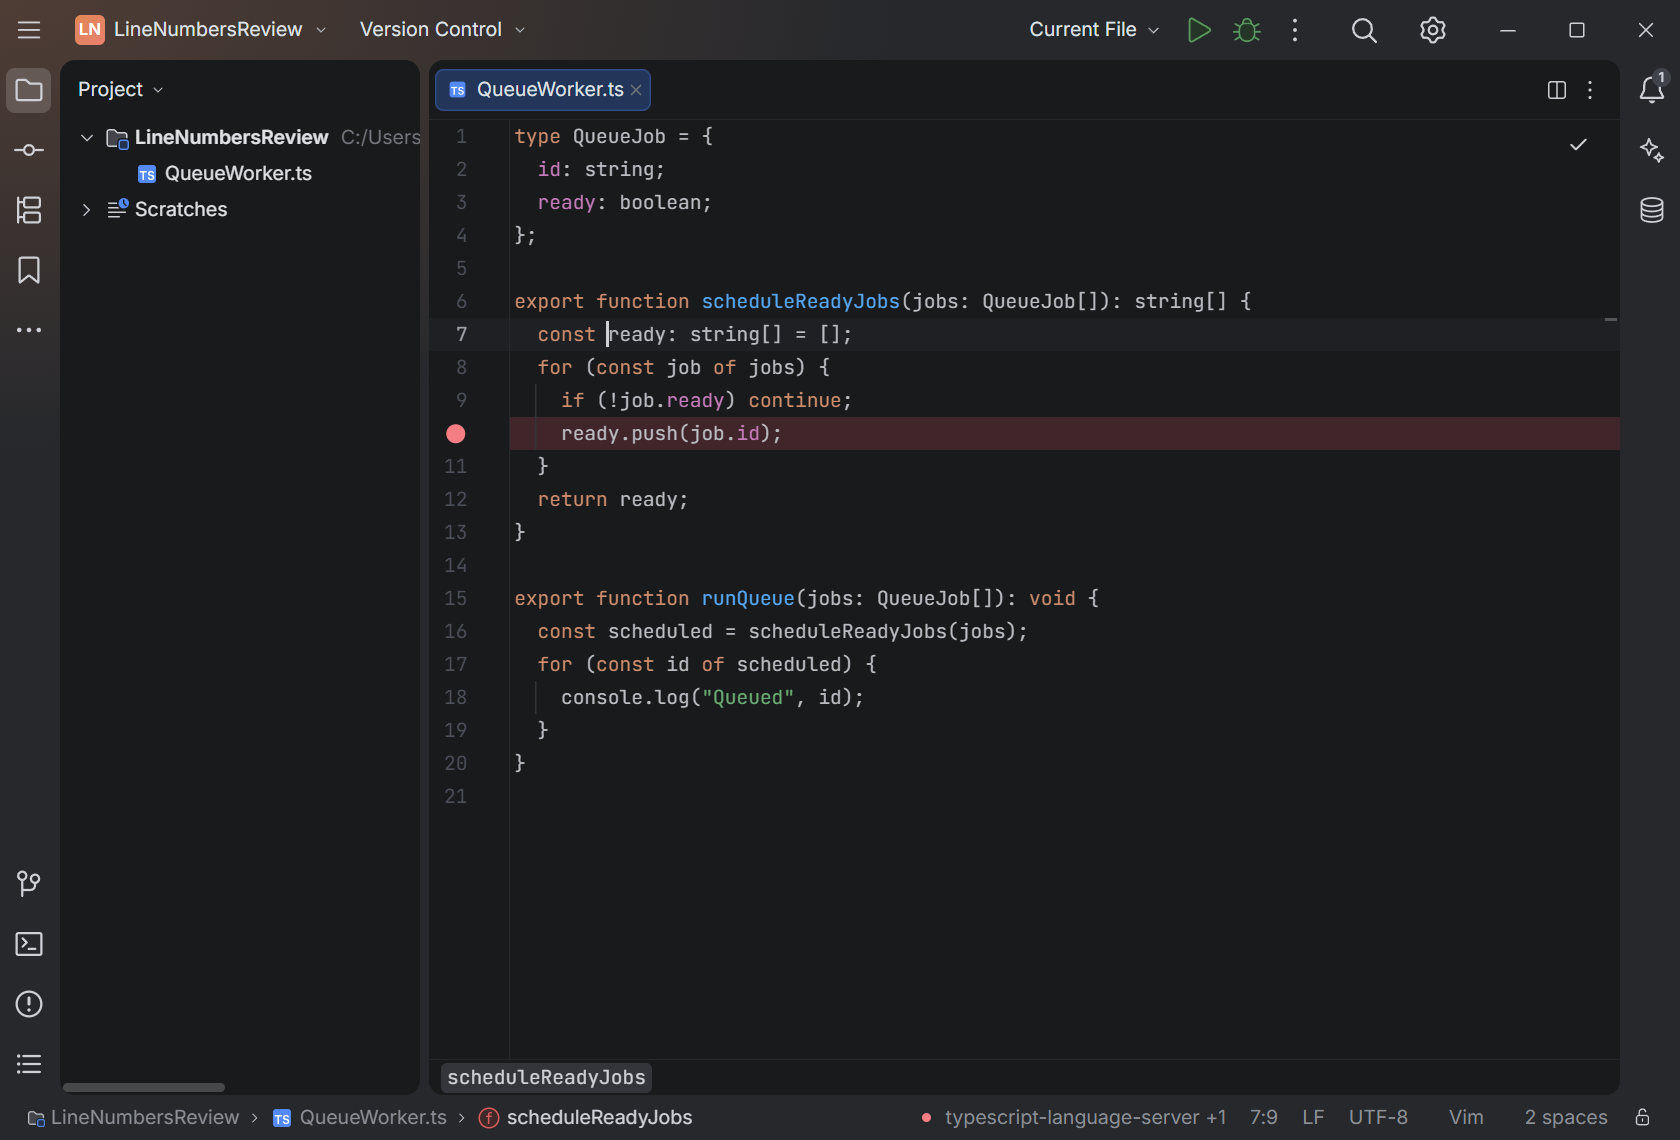 LN LineNumbersReview Version Control Current File
Project
LineNumbersReview C:/Users
TS QueueWorker.ts
Scratches
TS QueueWorker.ts
1
1 type QueueJob = {
2 id: string;
3 ready: boolean;
4 };
5
6 export function scheduleReadyJobs(jobs: QueueJob[]): string[] {
7 const ready: string[] = [];
8 for (const job of jobs) {
9 if (!job.ready) continue;
ready.push(job.id);
11 }
12 return ready;
13 }
14
15 export function runQueue(jobs: QueueJob[]): void {
16 const scheduled = scheduleReadyJobs(jobs);
17 for (const id of scheduled) {
18 console.log("Queued", id);
19 }
20 }
21
scheduleReadyJobs
LineNumbersReview › TS QueueWorker.ts › f scheduleReadyJobs typescript-language-server +1 7:9 LF UTF-8 Vim 2 spaces